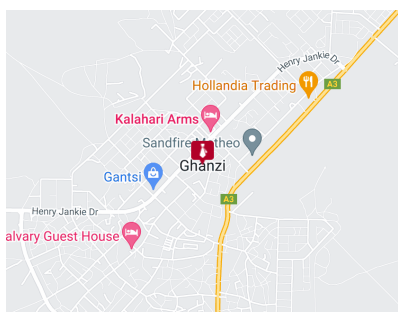 Henry Jankie Dr
Hollandia Trading
A3
Kalahari Arms
Sandfire Motheo
Ghanzi
Gantsi
A3
Henry Jankie Dr
alvary Guest House